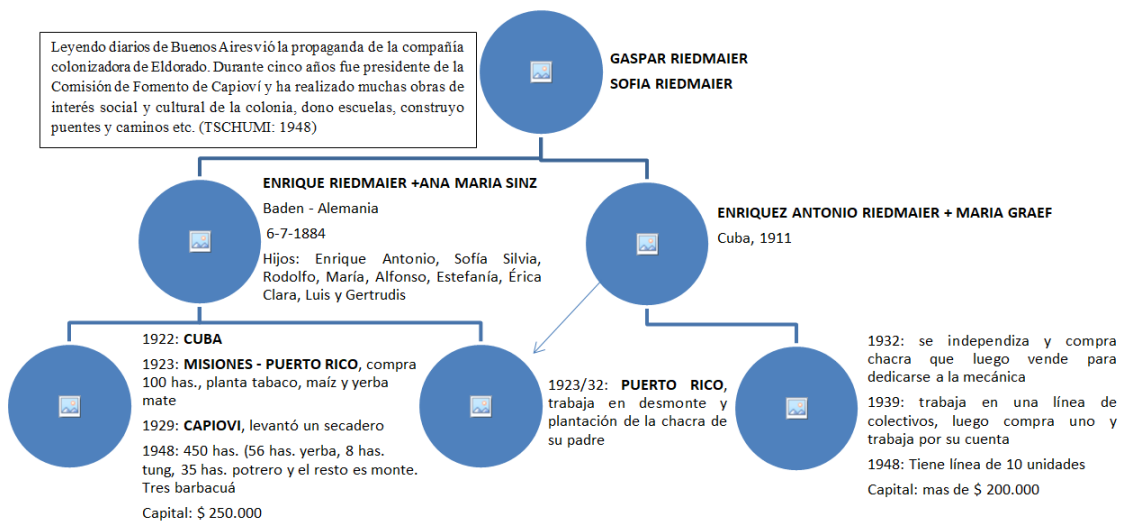 Leyendo diarios de Buenos Aires vió la propaganda de la compañía
colonizadora de Eldorado. Durante cinco años fue presidente de la
Comisión de Fomento de Capioví y ha realizado muchas obras de
interés social y cultural de la colonia, dono escuelas, construyo
puentes y caminos etc. (TSCHUMI: 1948)
GASPAR RIEDMAIER
SOFIA RIEDMAIER
ENRIQUE RIEDMAIER +ANA MARIA SINZ
Baden - Alemania
6-7-1884
Hijos: Enrique Antonio, Sofía Silvia,
Rodolfo, María, Alfonso, Estefanía, Érica
Clara, Luis y Gertrudis
ENRIQUEZ ANTONIO RIEDMAIER + MARIA GRAEF
Cuba, 1911
1922: CUBA
1923: MISIONES - PUERTO RICO, compra
100 has., planta tabaco, maíz y yerba
mate
1929: CAPIOVI, levantó un secadero
1948: 450 has. (56 has. yerba, 8 has.
tung, 35 has. potrero y el resto es monte.
Tres barbacuá
Capital: $ 250.000
1923/32: PUERTO RICO,
trabaja en desmonte y
plantación de la chacra de
su padre
1932: se independiza y compra
chacra que luego vende para
dedicarse a la mecánica
1939: trabaja en una línea de
colectivos, luego compra uno y
trabaja por su cuenta
1948: Tiene línea de 10 unidades
Capital: mas de $ 200.000